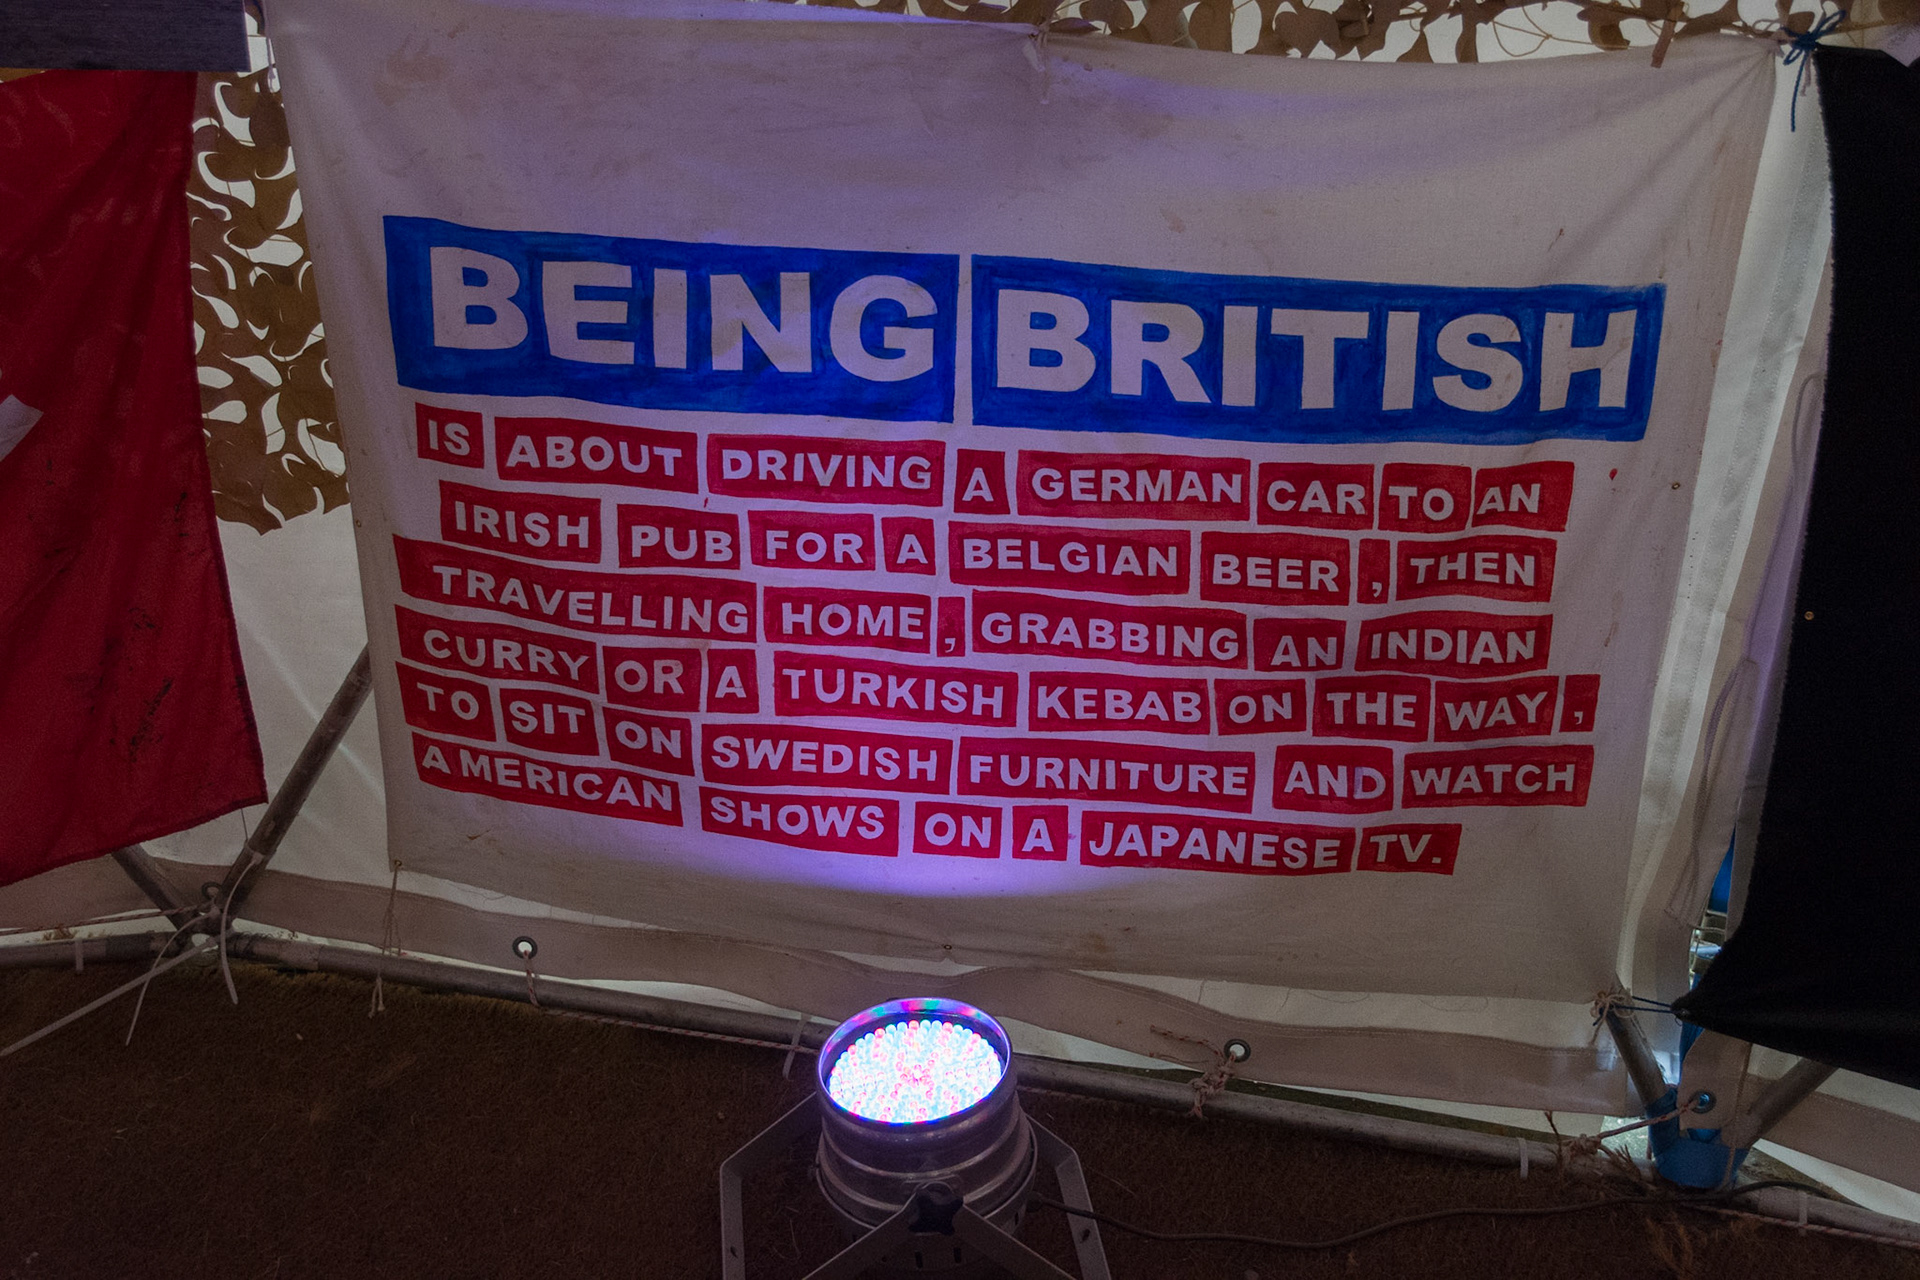 BEING BRITISH
IS ABOUT DRIVING A GERMAN CAR TO AN
IRISH PUB FOR A BELGIAN BEER, THEN
TRAVELLING HOME, GRABBING AN INDIAN
CURRY OR A TURKISH KEBAB ON THE WAY,
TO SIT ON SWEDISH FURNITURE AND WATCH
AMERICAN SHOWS ON A JAPANESE TV.